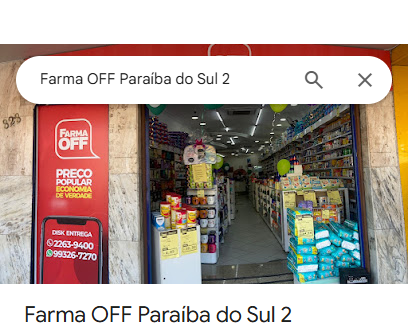 Farma OFF Paraíba do Sul 2
828
FARMA
OFF
PREÇO
POPULAR
ECONOMIA
DE VERDADE
DISK ENTREGA
2263-9400
99326-7270
Farma OFF Paraíba do Sul 2